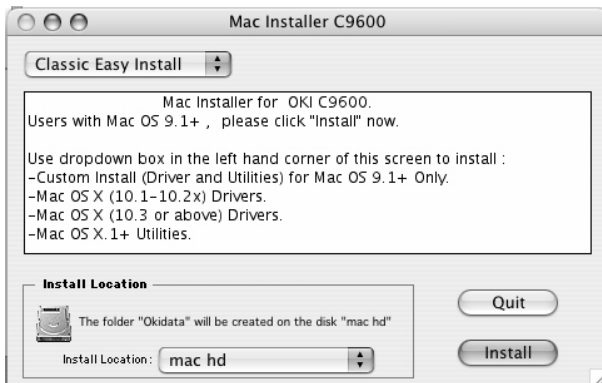 Mac Installer C9600
Classic Easy Install
Mac Installer for OKI C9600.
Users with Mac OS 9.1+ , please click "Install" now.
Use dropdown box in the left hand corner of this screen to install :
-Custom Install (Driver and Utilities) for Mac OS 9.1+ Only.
-Mac OS X (10.1-10.2x) Drivers.
-Mac OS X (10.3 or above) Drivers.
-Mac OS X.1+ Utilities.
Install Location
The folder "Okidata" will be created on the disk "mac hd"
Install Location: mac hd
Quit
Install